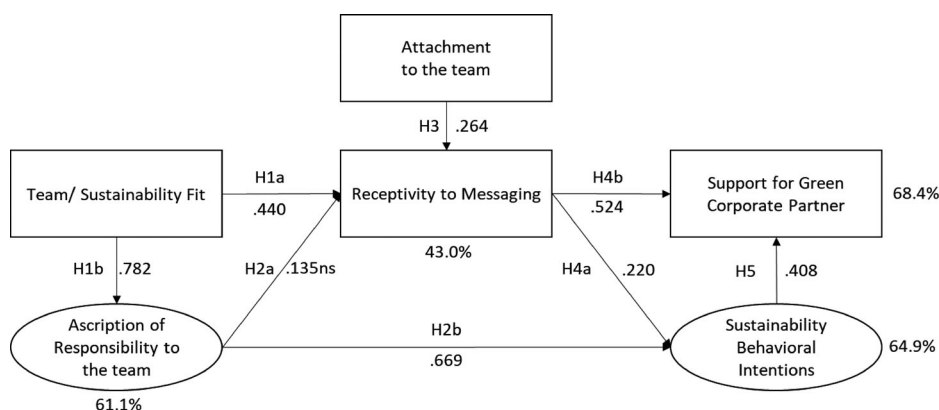 Attachment
to the team
H3 .264
Team/ Sustainability Fit
H1a
.440
Receptivity to Messaging
43.0%
H4b
.524
Support for Green
Corporate Partner
68.4%
H1b .782
H2a .135ns
H4a .220
H5 .408
Ascription of
Responsibility to
the team
61.1%
H2b
.669
Sustainability
Behavioral
Intentions
64.9%